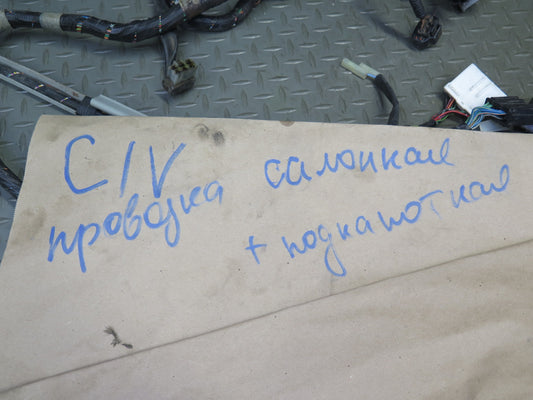 CIV
проводка салонная
+ подкапотная